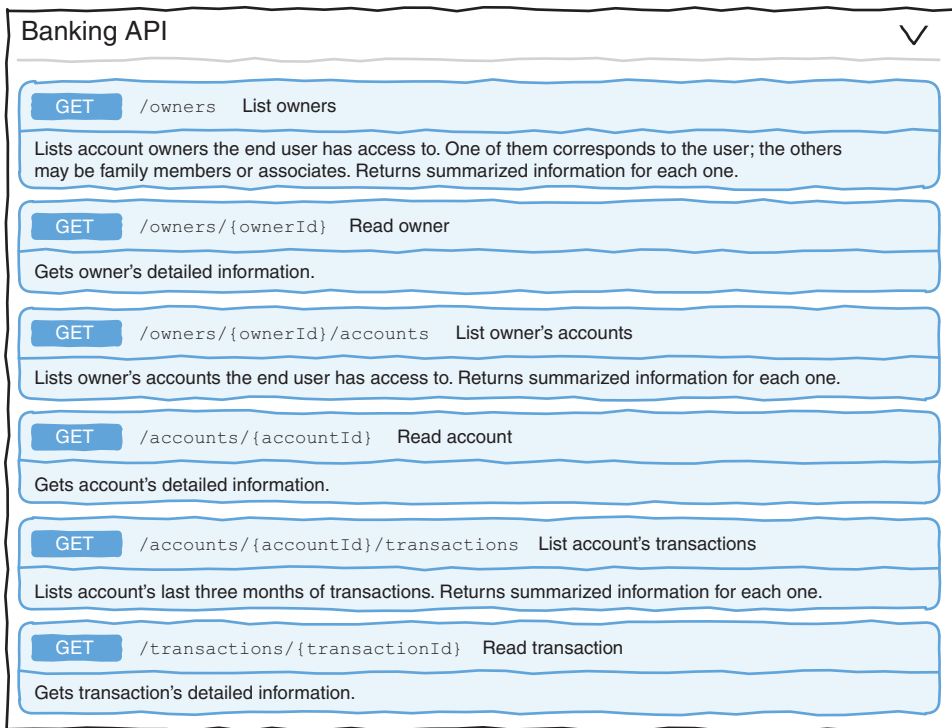 Banking API
GET /owners List owners
Lists account owners the end user has access to. One of them corresponds to the user; the others
may be family members or associates. Returns summarized information for each one.
GET /owners/{ownerId} Read owner
Gets owner’s detailed information.
GET /owners/{ownerId}/accounts List owner’s accounts
Lists owner’s accounts the end user has access to. Returns summarized information for each one.
GET /accounts/{accountId} Read account
Gets account’s detailed information.
GET /accounts/{accountId}/transactions List account’s transactions
Lists account’s last three months of transactions. Returns summarized information for each one.
GET /transactions/{transactionId} Read transaction
Gets transaction’s detailed information.